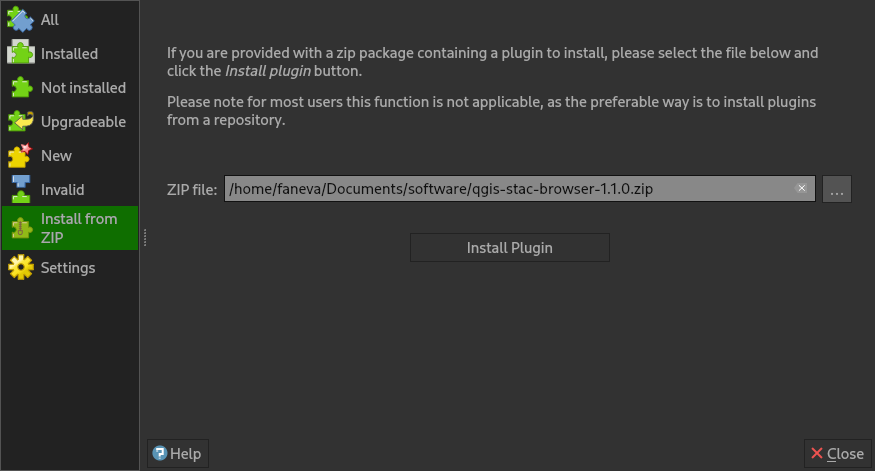 All
Installed
Not installed
Upgradeable
New
Invalid
Install from
ZIP
Settings
If you are provided with a zip package containing a plugin to install, please select the file below and
click the Install plugin button.
Please note for most users this function is not applicable, as the preferable way is to install plugins
from a repository.
ZIP file: /home/faneva/Documents/software/qgis-stac-browser-1.1.0.zip ...
Install Plugin
Help
Close